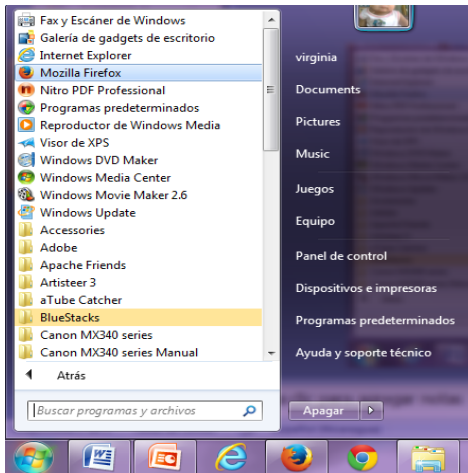 Fax y Escáner de Windows
Galería de gadgets de escritorio
Internet Explorer
Mozilla Firefox
Nitro PDF Professional
Programas predeterminados
Reproductor de Windows Media
Visor de XPS
Windows DVD Maker
Windows Media Center
Windows Movie Maker 2.6
Windows Update
Accessories
Adobe
Apache Friends
Artisteer 3
aTube Catcher
BlueStacks
Canon MX340 series
Canon MX340 series Manual
Atrás
Buscar programas y archivos
virginia
Documents
Pictures
Music
Juegos
Equipo
Panel de control
Dispositivos e impresoras
Programas predeterminados
Ayuda y soporte técnico
Apagar